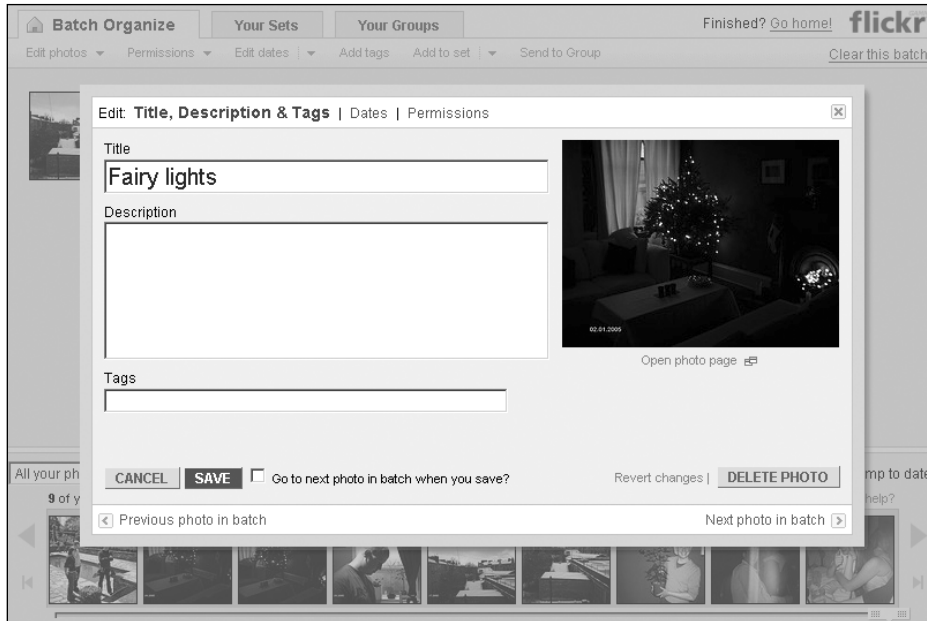 Batch Organize Your Sets Your Groups Finished? Go home! flickr
Edit photos Permissions Edit dates | Add tags Add to set | Send to Group Clear this batch
Edit: Title, Description & Tags | Dates | Permissions
Title
Fairy lights
Description
02.01.2005
Open photo page
Tags
All your ph
CANCEL SAVE Go to next photo in batch when you save? Revert changes | DELETE PHOTO
mp to date
9 of y
help?
Previous photo in batch Next photo in batch